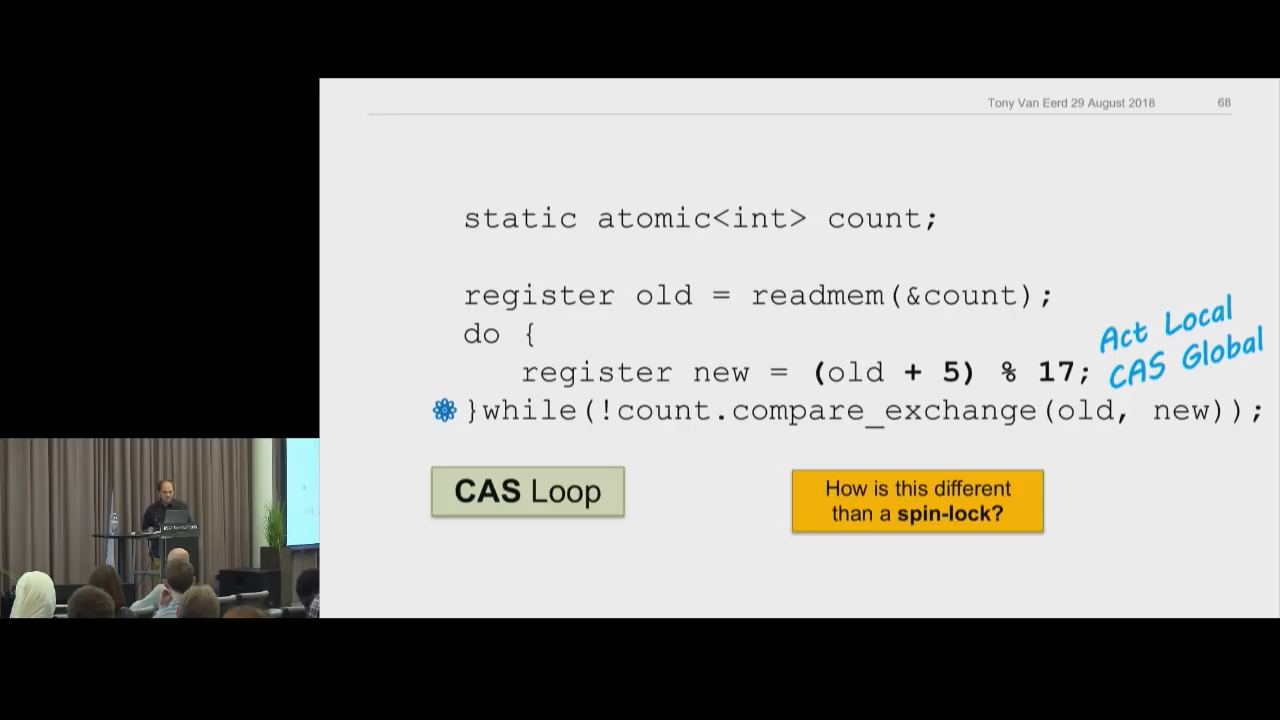 Tony Van Eerd 29 August 2018 68
static atomic<int> count;
register old = readmem(&count);
do {
register new = (old + 5) % 17;
}while(!count.compare_exchange(old, new));
Act Local
CAS Global
CAS Loop
How is this different
than a spin-lock?